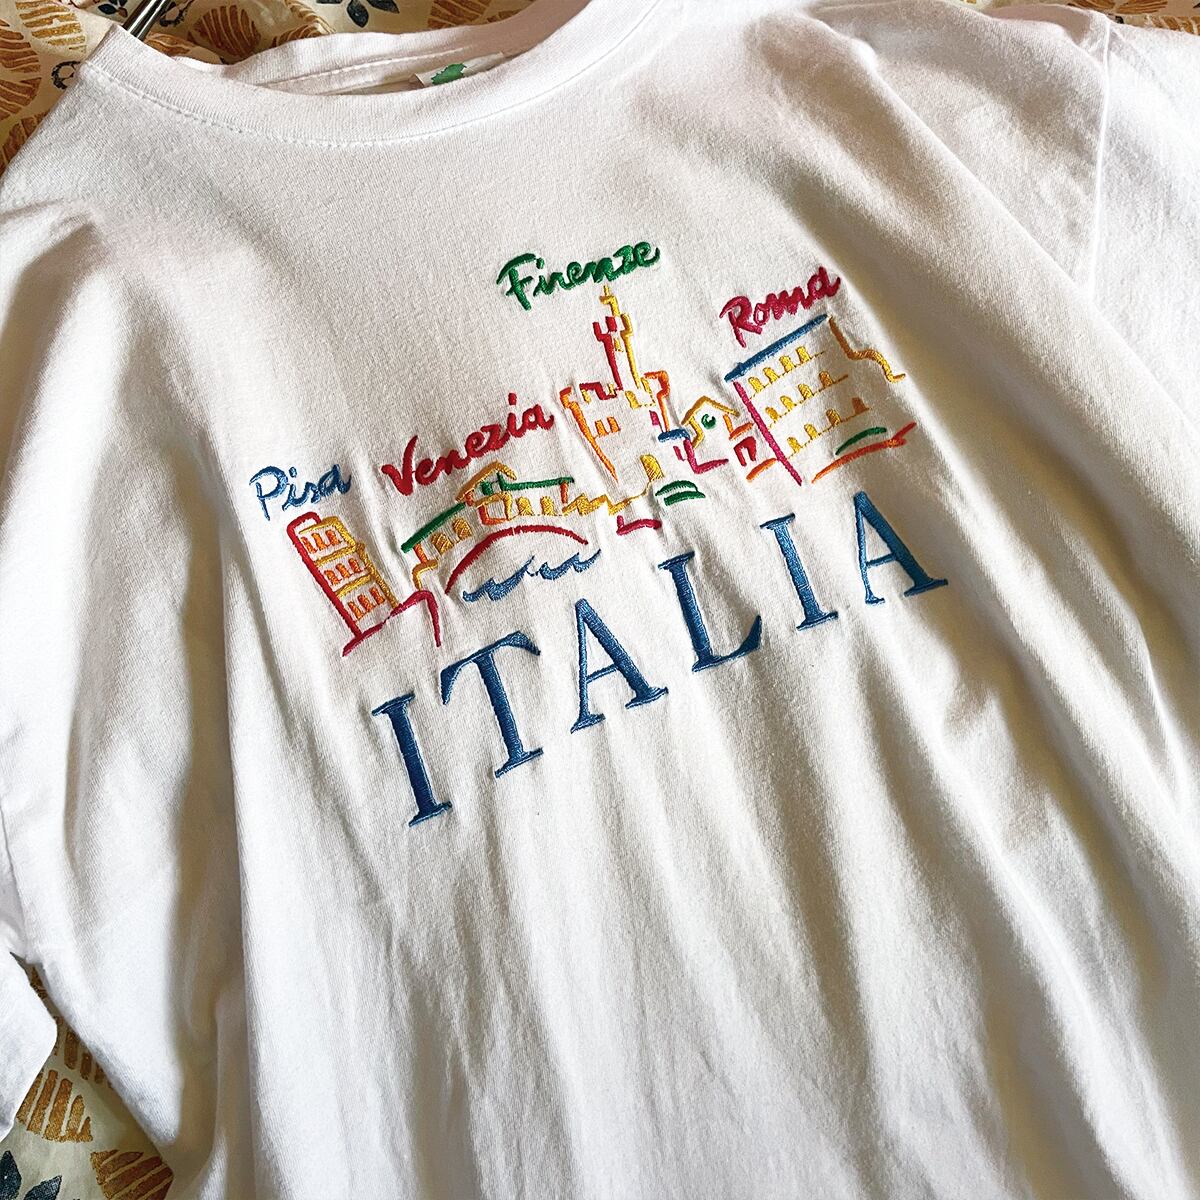 Pisa
Venezia
Firenze
Roma
ITALIA